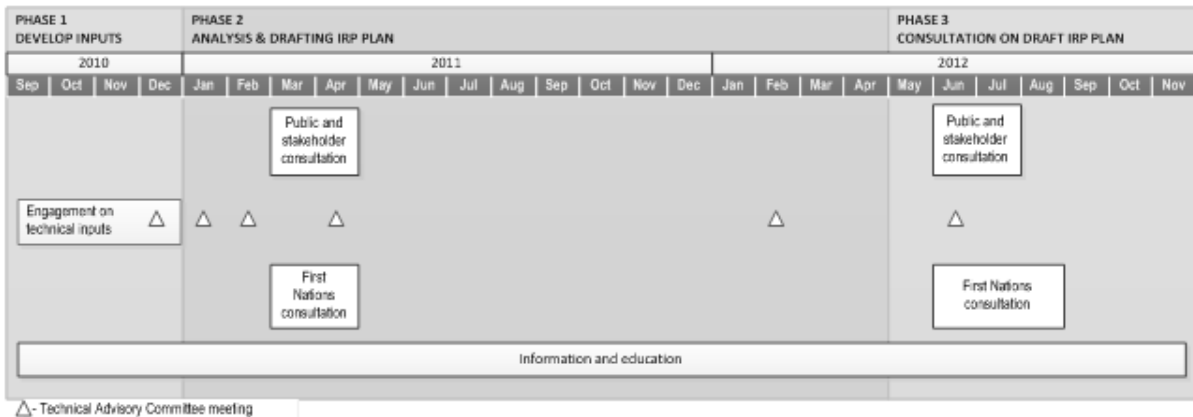 PHASE 1
DEVELOP INPUTS
PHASE 2
ANALYSIS & DRAFTING IRP PLAN
PHASE 3
CONSULTATION ON DRAFT IRP PLAN
2010
2011
2012
Sep Oct Nov Dec Jan Feb Mar Apr May Jun Jul Aug Sep Oct Nov Dec Jan Feb Mar Apr May Jun Jul Aug Sep Oct Nov
Public and
stakeholder
consultation
Public and
stakeholder
consultation
Engagement on
technical inputs
First
Nations
consultation
First Nations
consultation
Information and education
- Technical Advisory Committee meeting